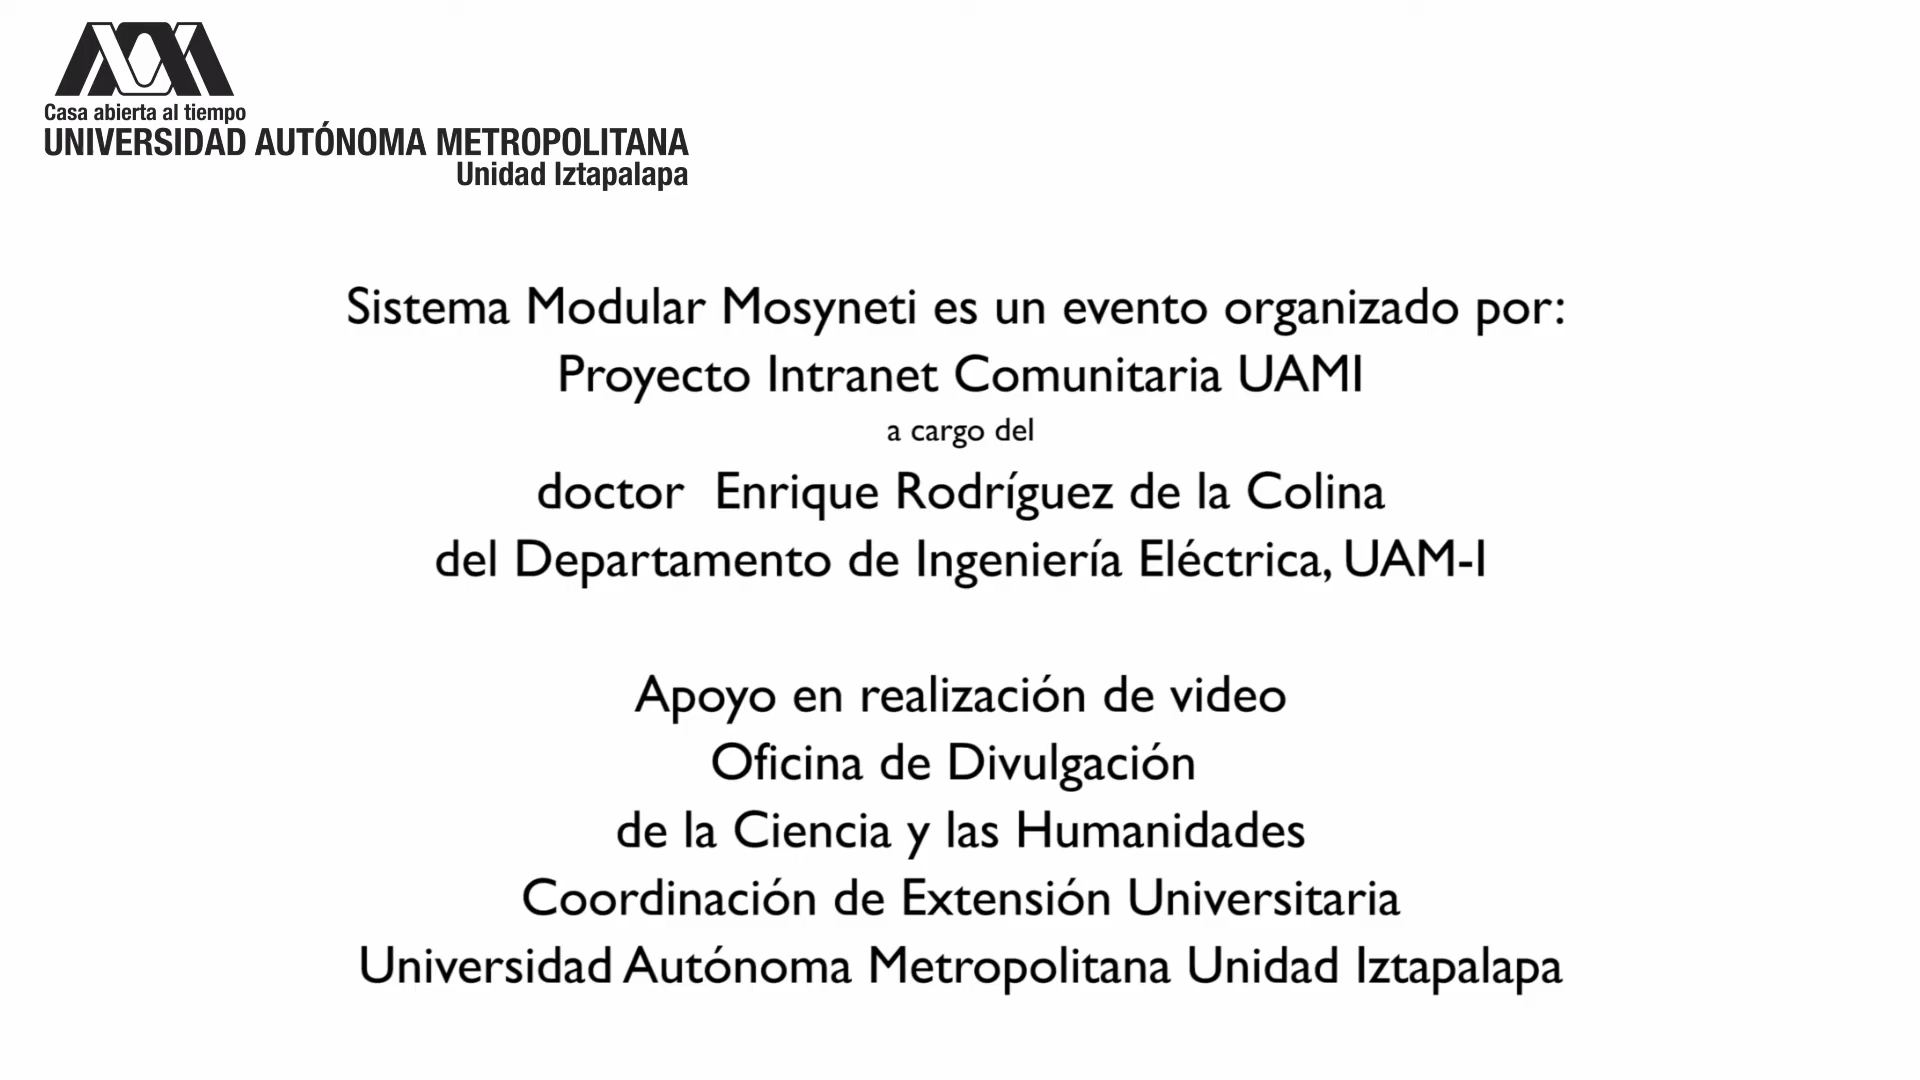 Casa abierta al tiempo
UNIVERSIDAD AUTÓNOMA METROPOLITANA
Unidad Iztapalapa
Sistema Modular Mosyneti es un evento organizado por:
Proyecto Intranet Comunitaria UAMI
a cargo del
doctor  Enrique Rodríguez de la Colina
del Departamento de Ingeniería Eléctrica, UAM-I
Apoyo en realización de video
Oficina de Divulgación
de la Ciencia y las Humanidades
Coordinación de Extensión Universitaria
Universidad Autónoma Metropolitana Unidad Iztapalapa